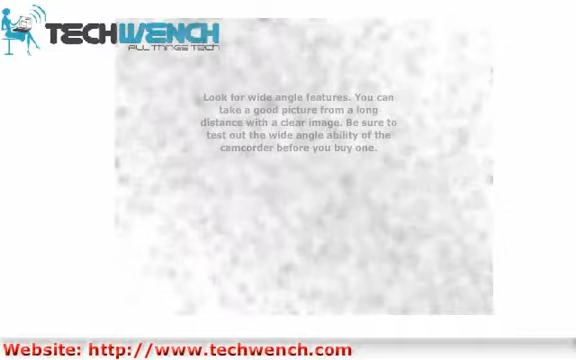 TECHWENCH
ALL THINGS TECH
Look for wide angle features. You can
take a good picture from a long
distance with a clear image. Be sure to
test out the wide angle ability of the
camcorder before you buy one.
Website: http://www.techwench.com